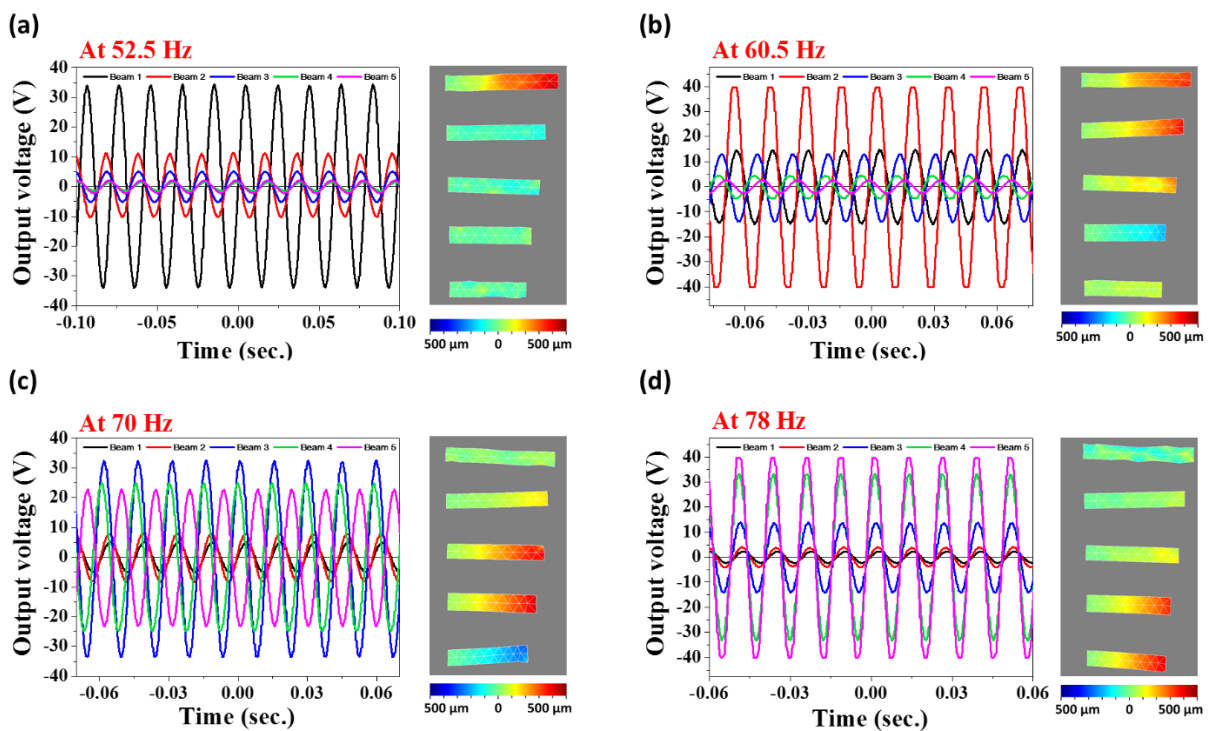 (a)
At 52.5 Hz
Beam 1 Beam 2 Beam 3 Beam 4 Beam 5
Output voltage (V)
40
30
20
10
0
-10
-20
-30
-40
-0.10 -0.05 0.00 0.05 0.10
Time (sec.)
500 μm 0 500 μm
(b)
At 60.5 Hz
Beam 1 Beam 2 Beam 3 Beam 4 Beam 5
Output voltage (V)
40
30
20
10
0
-10
-20
-30
-40
-0.06 -0.03 0.00 0.03 0.06
Time (sec.)
500 μm 0 500 μm
(c)
At 70 Hz
Beam 1 Beam 2 Beam 3 Beam 4 Beam 5
Output voltage (V)
40
30
20
10
0
-10
-20
-30
-40
-0.06 -0.03 0.00 0.03 0.06
Time (sec.)
500 μm 0 500 μm
(d)
At 78 Hz
Beam 1 Beam 2 Beam 3 Beam 4 Beam 5
Output voltage (V)
40
30
20
10
0
-10
-20
-30
-40
-0.06 -0.03 0.00 0.03 0.06
Time (sec.)
500 μm 0 500 μm